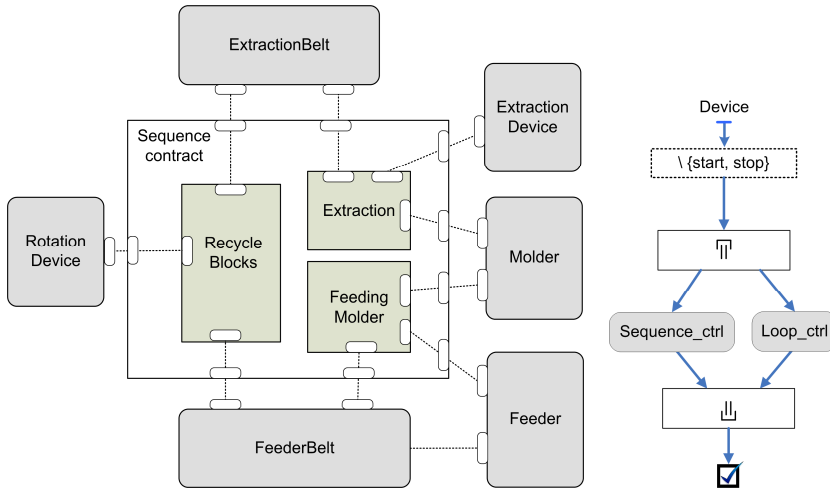 ExtractionBelt
Sequence
contract
Extraction
Device
Rotation
Device
Recycle
Blocks
Extraction
Feeding
Molder
Molder
Feeder
FeederBelt
Device
\ {start, stop}
Sequence_ctrl
Loop_ctrl